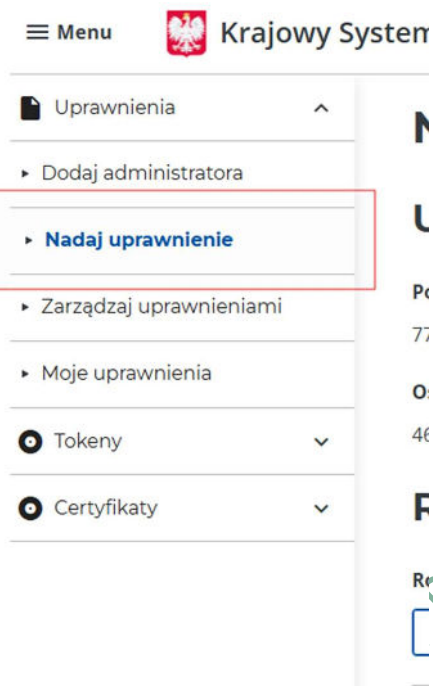 Menu
Krajowy System
Uprawnienia
Dodaj administratora
Nadaj uprawnienie
Zarządzaj uprawnieniami
Moje uprawnienia
Tokeny
Certyfikaty